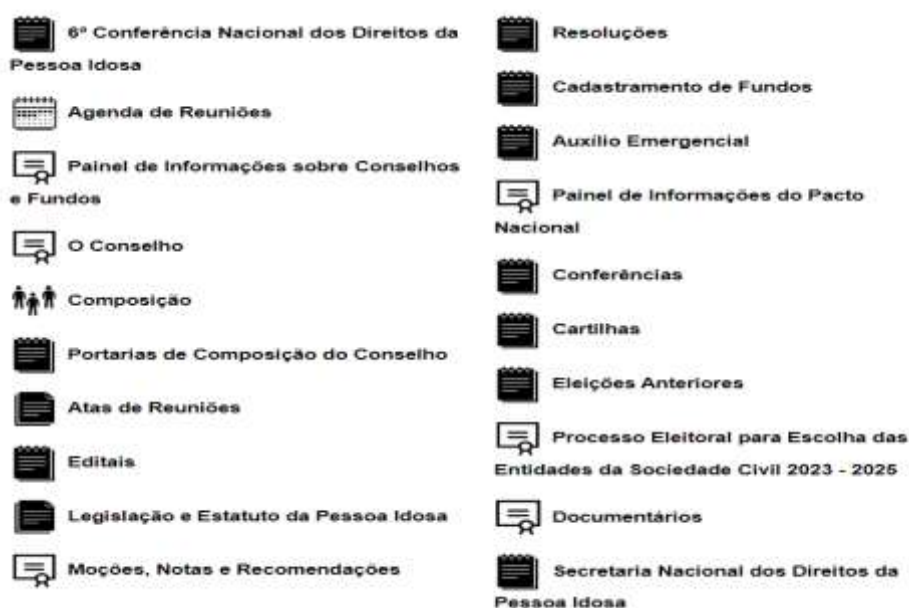 6ª Conferência Nacional dos Direitos da
Pessoa Idosa
Agenda de Reuniões
Painel de Informações sobre Conselhos
e Fundos
O Conselho
Composição
Portarias de Composição do Conselho
Atas de Reuniões
Editais
Legislação e Estatuto da Pessoa Idosa
Moções, Notas e Recomendações
Resoluções
Cadastramento de Fundos
Auxílio Emergencial
Painel de Informações do Pacto
Nacional
Conferências
Cartilhas
Eleições Anteriores
Processo Eleitoral para Escolha das
Entidades da Sociedade Civil 2023 - 2025
Documentários
Secretaria Nacional dos Direitos da
Pessoa Idosa